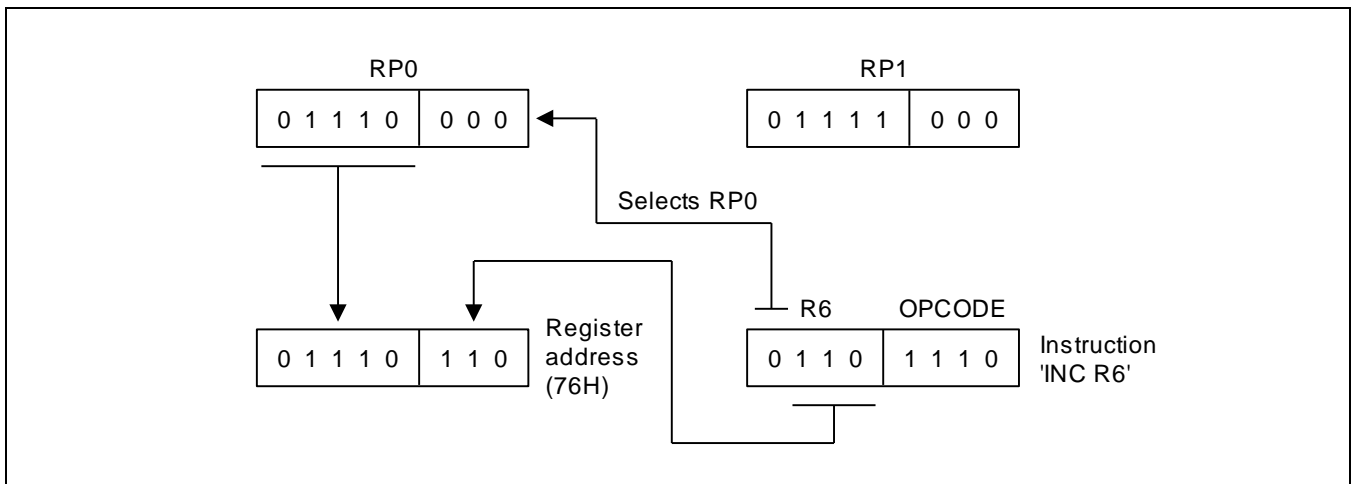 RP0 RP1
0 1 1 1 0 0 0 0 0 1 1 1 1 0 0 0
Selects RP0
R6 OPCODE
0 1 1 1 0 1 1 0 Register address (76H) 0 1 1 0 1 1 1 0 Instruction 'INC R6'